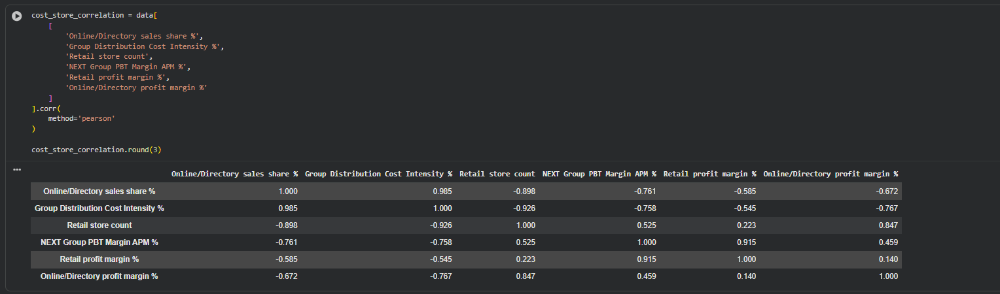 cost_store_correlation = data[
    [
        'Online/Directory sales share %',
        'Group Distribution Cost Intensity %',
        'Retail store count',
        'NEXT Group PBT Margin APM %',
        'Retail profit margin %',
        'Online/Directory profit margin %'
    ]
].corr(
    method='pearson'
)
cost_store_correlation.round(3)
Online/Directory sales share % Group Distribution Cost Intensity % Retail store count NEXT Group PBT Margin APM % Retail profit margin % Online/Directory profit margin %
Online/Directory sales share % 1.000 0.985 -0.898 -0.761 -0.585 -0.672
Group Distribution Cost Intensity % 0.985 1.000 -0.926 -0.758 -0.545 -0.767
Retail store count -0.898 -0.926 1.000 0.525 0.223 0.847
NEXT Group PBT Margin APM % -0.761 -0.758 0.525 1.000 0.915 0.459
Retail profit margin % -0.585 -0.545 0.223 0.915 1.000 0.140
Online/Directory profit margin % -0.672 -0.767 0.847 0.459 0.140 1.000